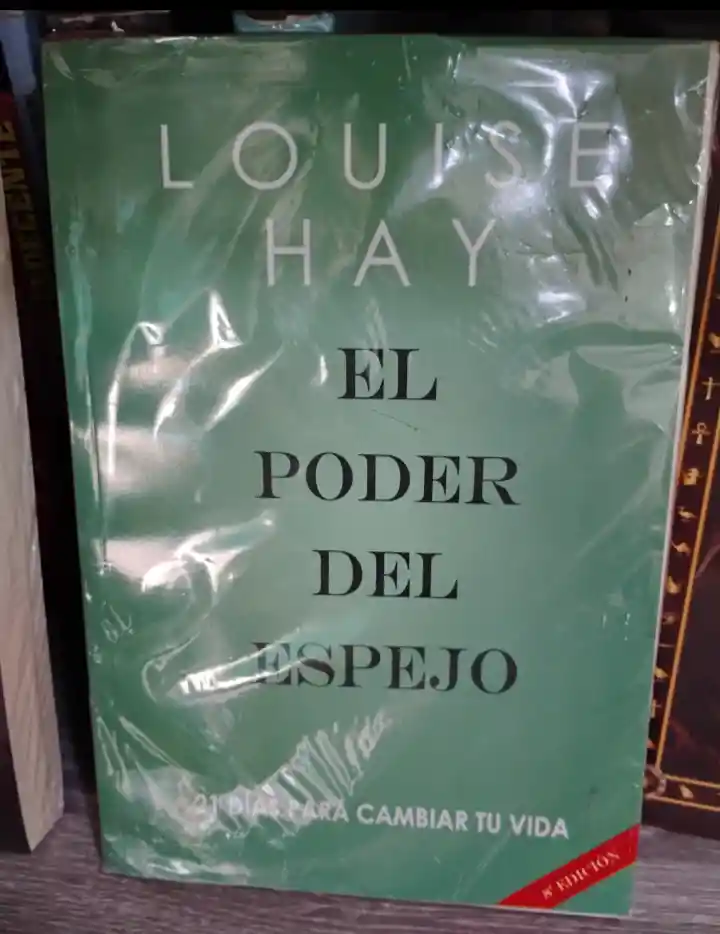 LOUISE
HAY
EL
PODER
DEL
ESPEJO
21 DÍAS PARA CAMBIAR TU VIDA
8ª EDICIÓN